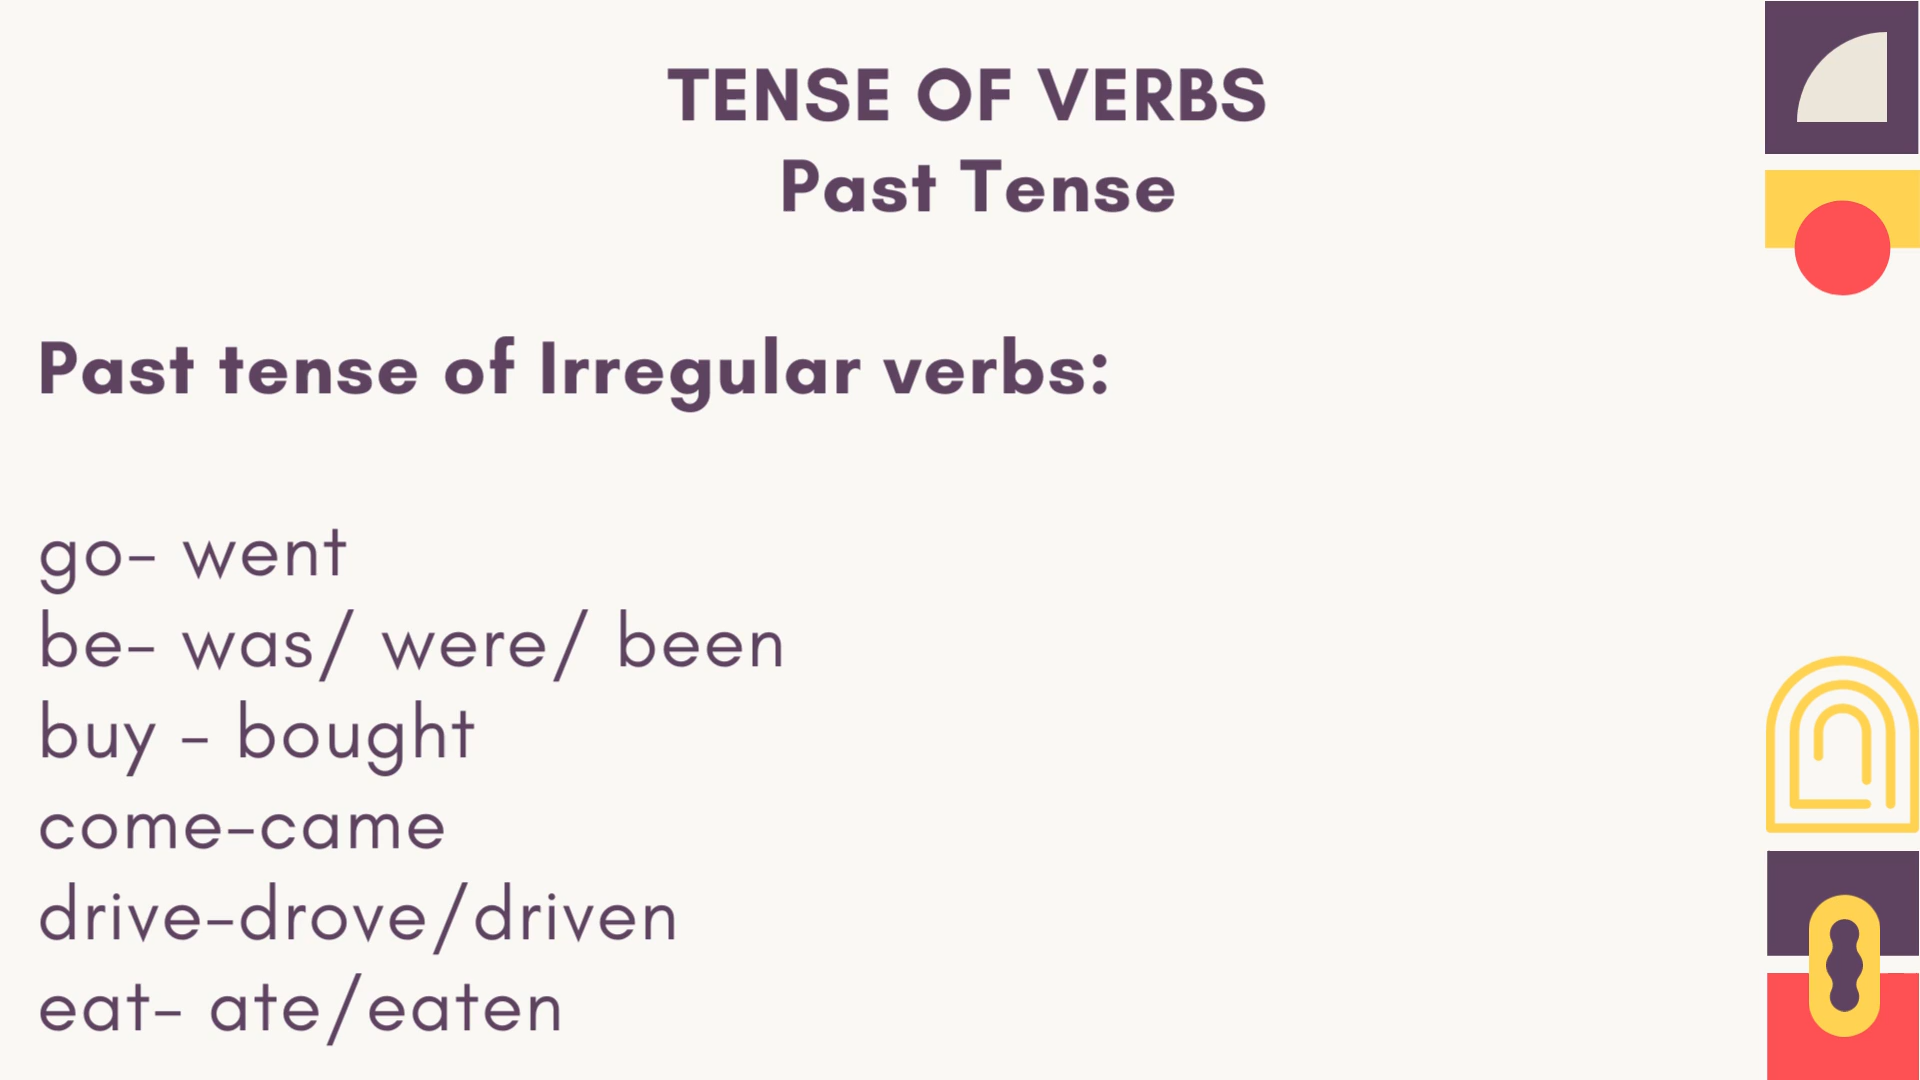 TENSE OF VERBS
Past Tense
Past tense of Irregular verbs:
go- went
be- was/ were/ been
buy - bought
come-came
drive-drove/driven
eat- ate/eaten